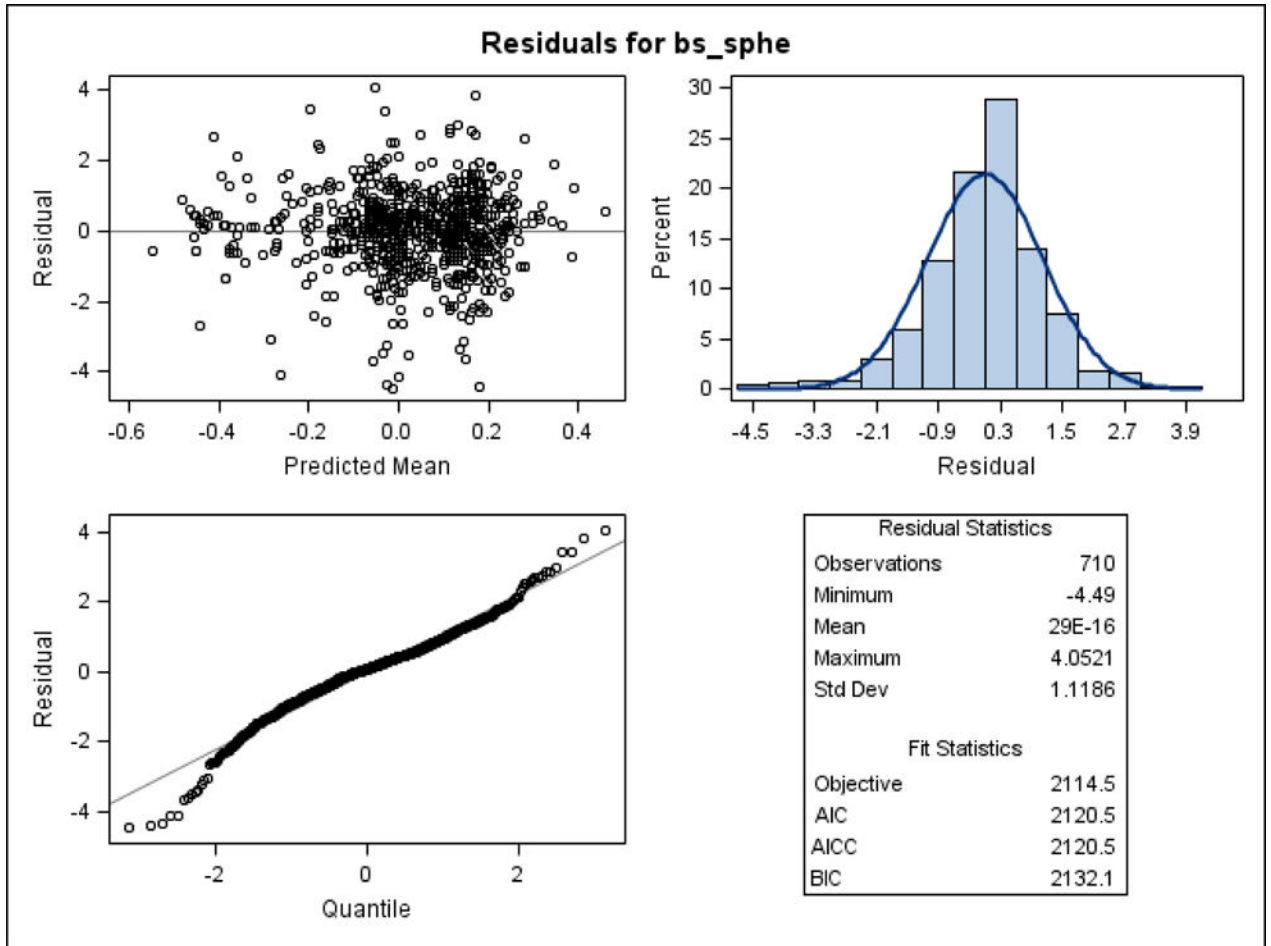 Residuals for bs_sphe
4
2
0
-2
-4
Residual
-0.6 -0.4 -0.2 0.0 0.2 0.4
Predicted Mean
30
25
20
15
10
5
0
Percent
-4.5 -3.3 -2.1 -0.9 0.3 1.5 2.7 3.9
Residual
4
2
0
-2
-4
Residual
-2 0 2
Quantile
Residual Statistics
Observations 710
Minimum -4.49
Mean 29E-16
Maximum 4.0521
Std Dev 1.1186
Fit Statistics
Objective 2114.5
AIC 2120.5
AICC 2120.5
BIC 2132.1